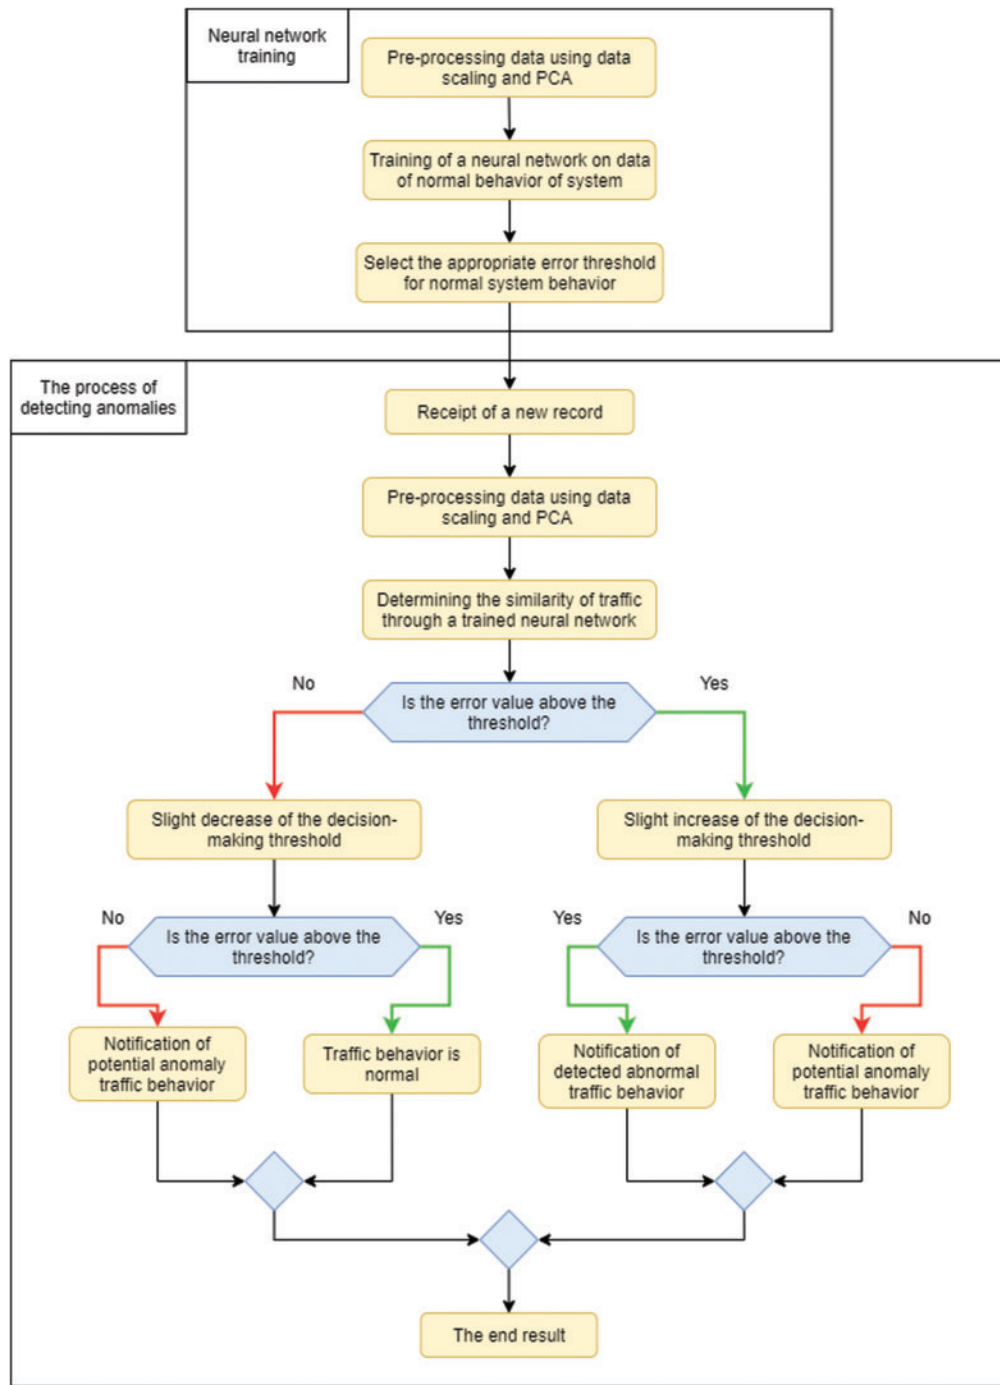 Neural network
training
Pre-processing data using data
scaling and PCA
Training of a neural network on data
of normal behavior of system
Select the appropriate error threshold
for normal system behavior
The process of
detecting anomalies
Receipt of a new record
Pre-processing data using data
scaling and PCA
Determining the similarity of traffic
through a trained neural network
No
Is the error value above the
threshold?
Yes
Slight decrease of the decision-
making threshold
Slight increase of the decision-
making threshold
No
Is the error value above the
threshold?
Yes
Yes
Is the error value above the
threshold?
No
Notification of
potential anomaly
traffic behavior
Traffic behavior is
normal
Notification of
detected abnormal
traffic behavior
Notification of
potential anomaly
traffic behavior
The end result